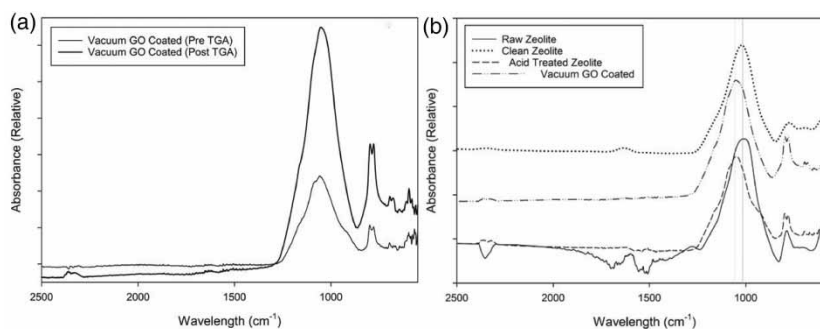 (a)
Vacuum GO Coated (Pre TGA)
Vacuum GO Coated (Post TGA)
Absorbance (Relative)
2500 2000 1500 1000
Wavelength (cm-1)
(b)
Raw Zeolite
Clean Zeolite
Acid Treated Zeolite
Vacuum GO Coated
Absorbance (Relative)
2500 2000 1500 1000
Wavelength (cm-1)